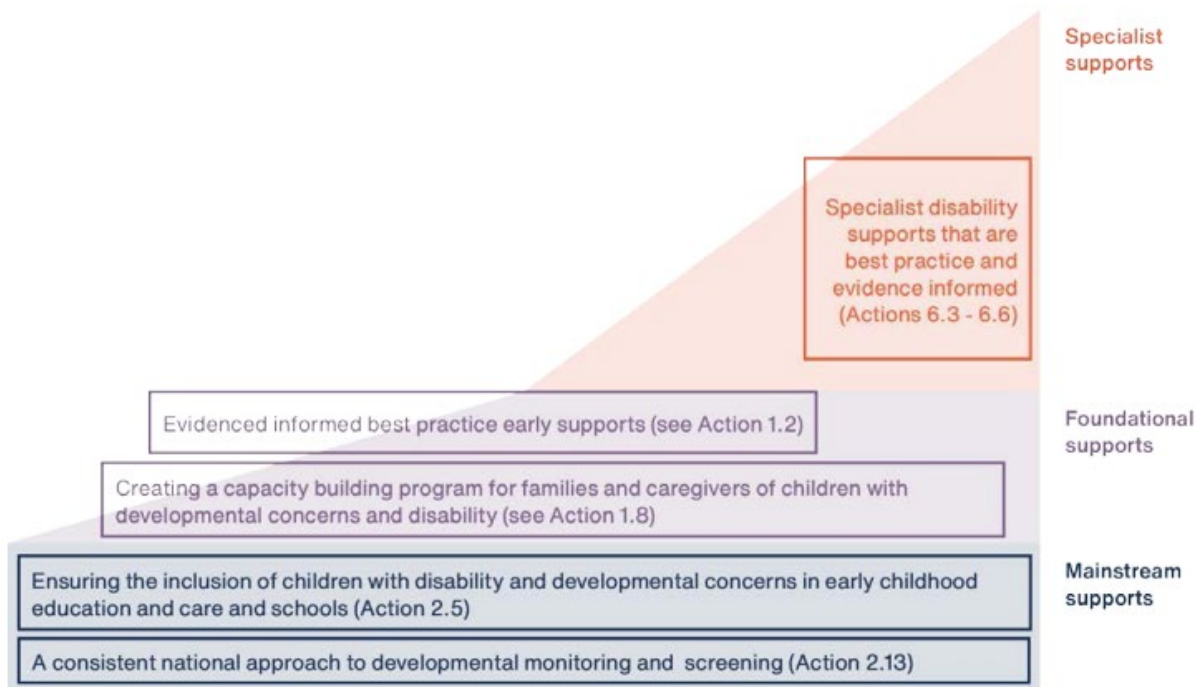 Specialist
supports
Specialist disability
supports that are
best practice and
evidence informed
(Actions 6.3 - 6.6)
Evidenced informed best practice early supports (see Action 1.2)
Foundational
supports
Creating a capacity building program for families and caregivers of children with
developmental concerns and disability (see Action 1.8)
Ensuring the inclusion of children with disability and developmental concerns in early childhood
education and care and schools (Action 2.5)
Mainstream
supports
A consistent national approach to developmental monitoring and screening (Action 2.13)